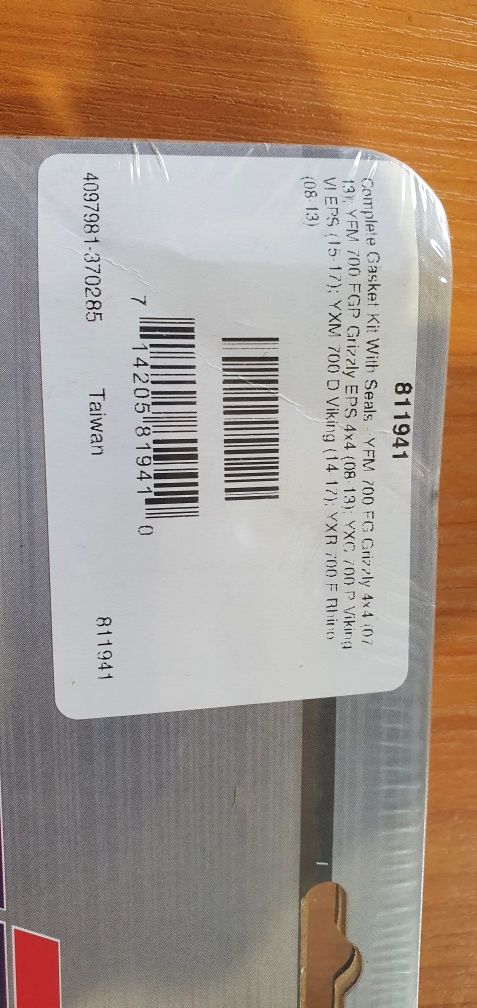 811941
Complete Gasket Kit With Seals - YFM 700 FG Grizzly 4x4 (07
13); YFM 700 FGP Grizzly EPS 4x4 (08-13); YXC 700 P Viking
VI EPS (15-17); YXM 700 D Viking (14-17); YXR 700 F Rhino
(08-13)
7 14205 81941 0
4097981-370285 Taiwan 811941